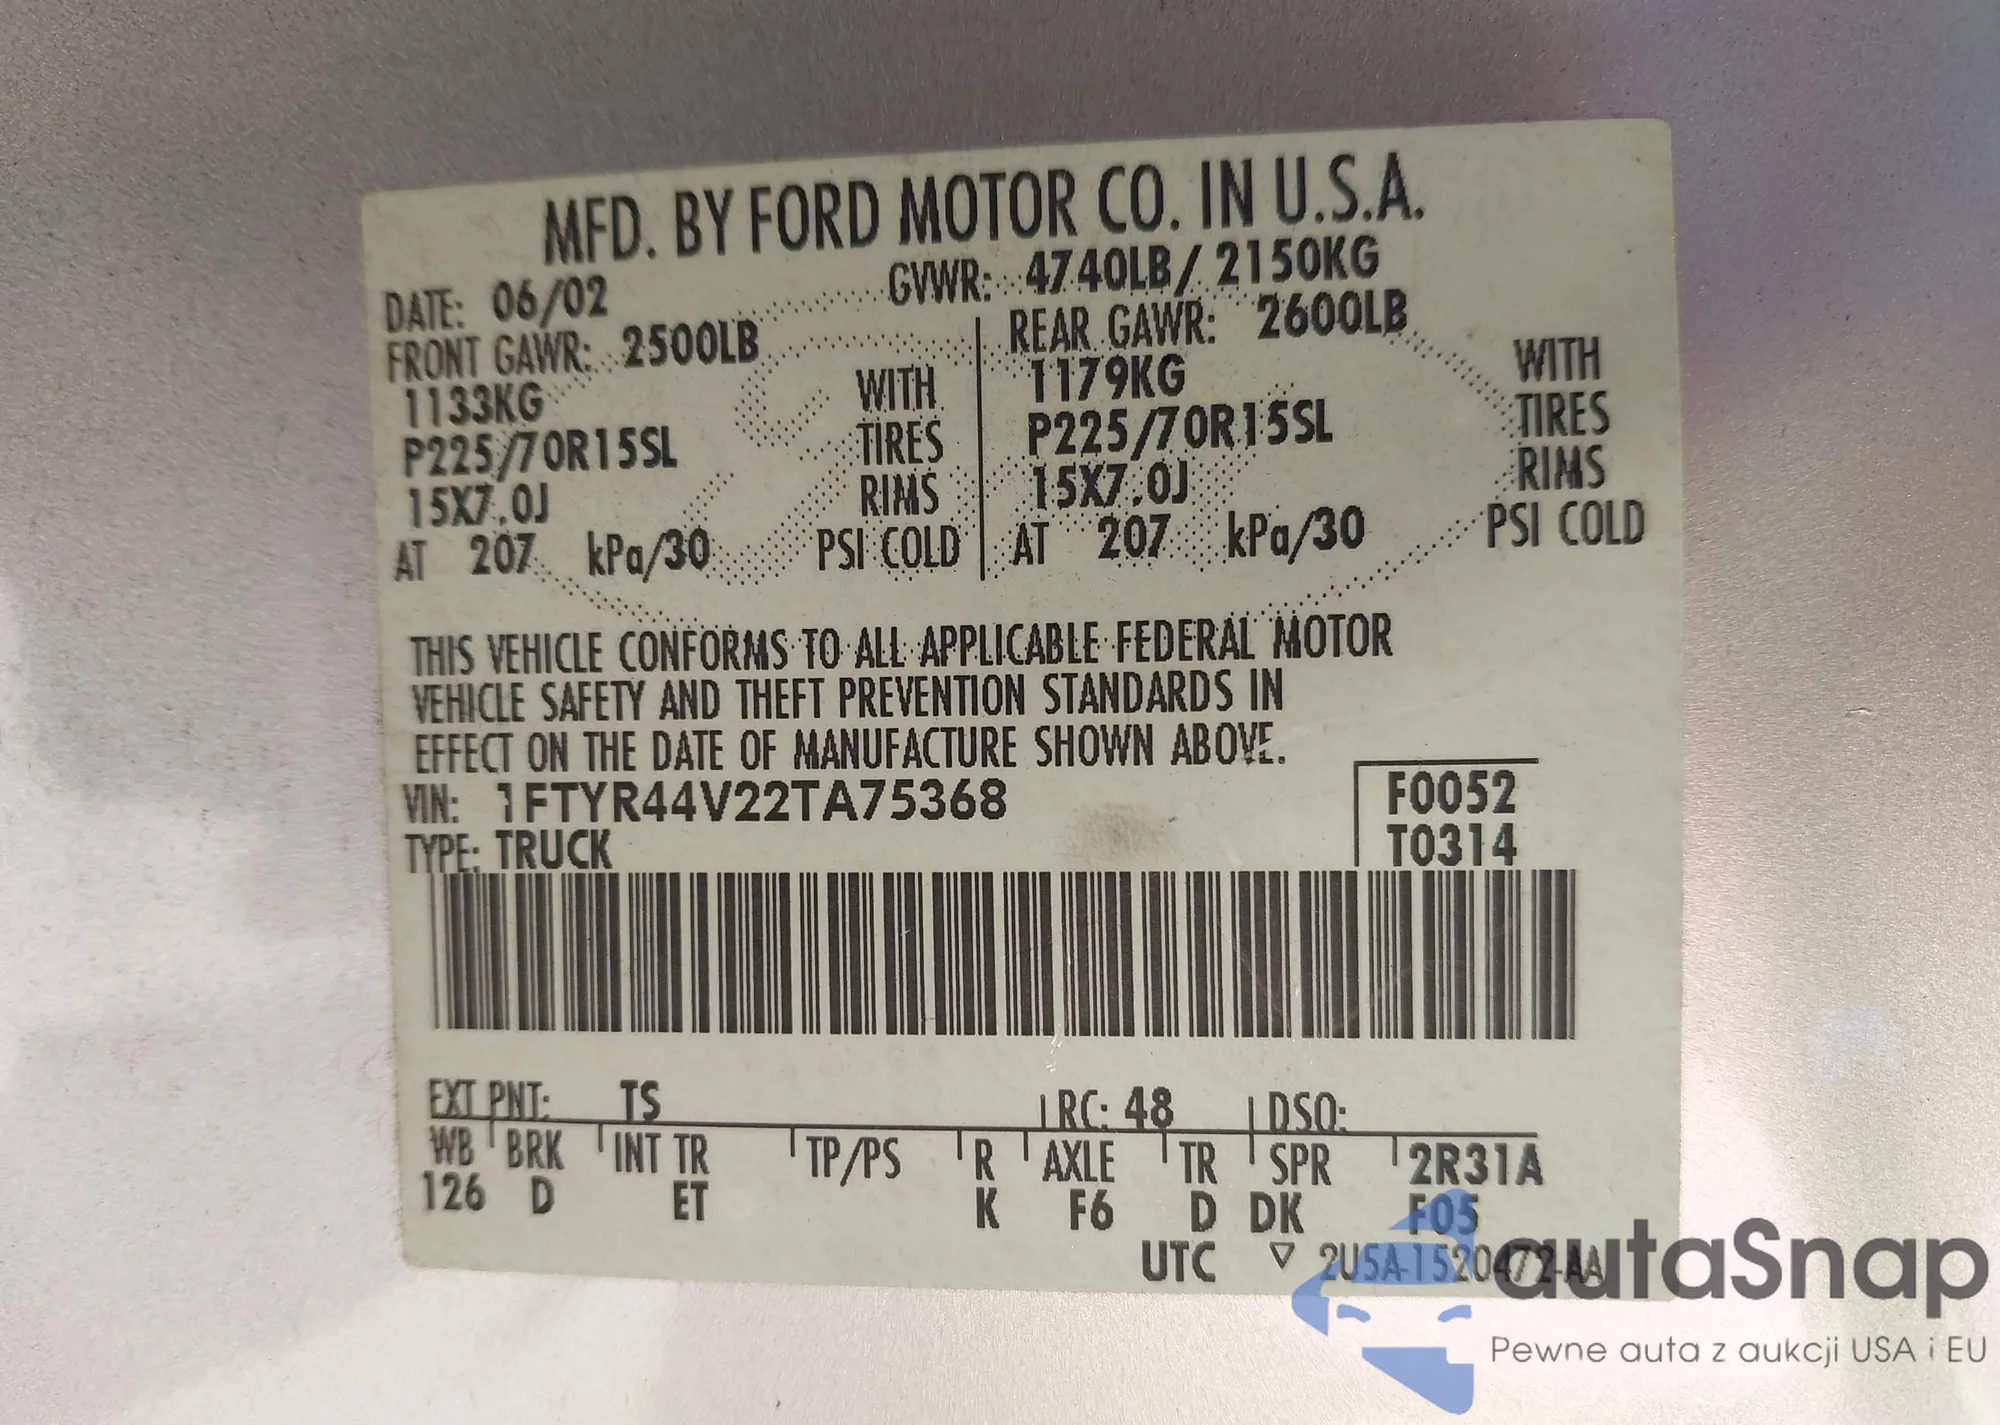 MFD. BY FORD MOTOR CO. IN U.S.A.
DATE: 06/02 GVWR: 4740LB/ 2150KG
FRONT GAWR: 2500LB REAR GAWR: 2600LB
1133KG WITH 1179KG WITH
P225/70R15SL TIRES P225/70R15SL TIRES
15X7.0J RIMS 15X7.0J RIMS
AT 207 kPa/30 PSI COLD AT 207 kPa/30 PSI COLD
THIS VEHICLE CONFORMS TO ALL APPLICABLE FEDERAL MOTOR
VEHICLE SAFETY AND THEFT PREVENTION STANDARDS IN
EFFECT ON THE DATE OF MANUFACTURE SHOWN ABOVE.
VIN: 1FTYR44V22TA75368 F0052
TYPE: TRUCK T0314
EXT PNT: TS RC: 48 DSO:
WB BRK INT TR TP/PS R AXLE TR SPR 2R31A
126 D ET K F6 D DK F05
UTC ▽ 2U5A-1520472-AA
autaSnap
Pewne auta z aukcji USA i EU